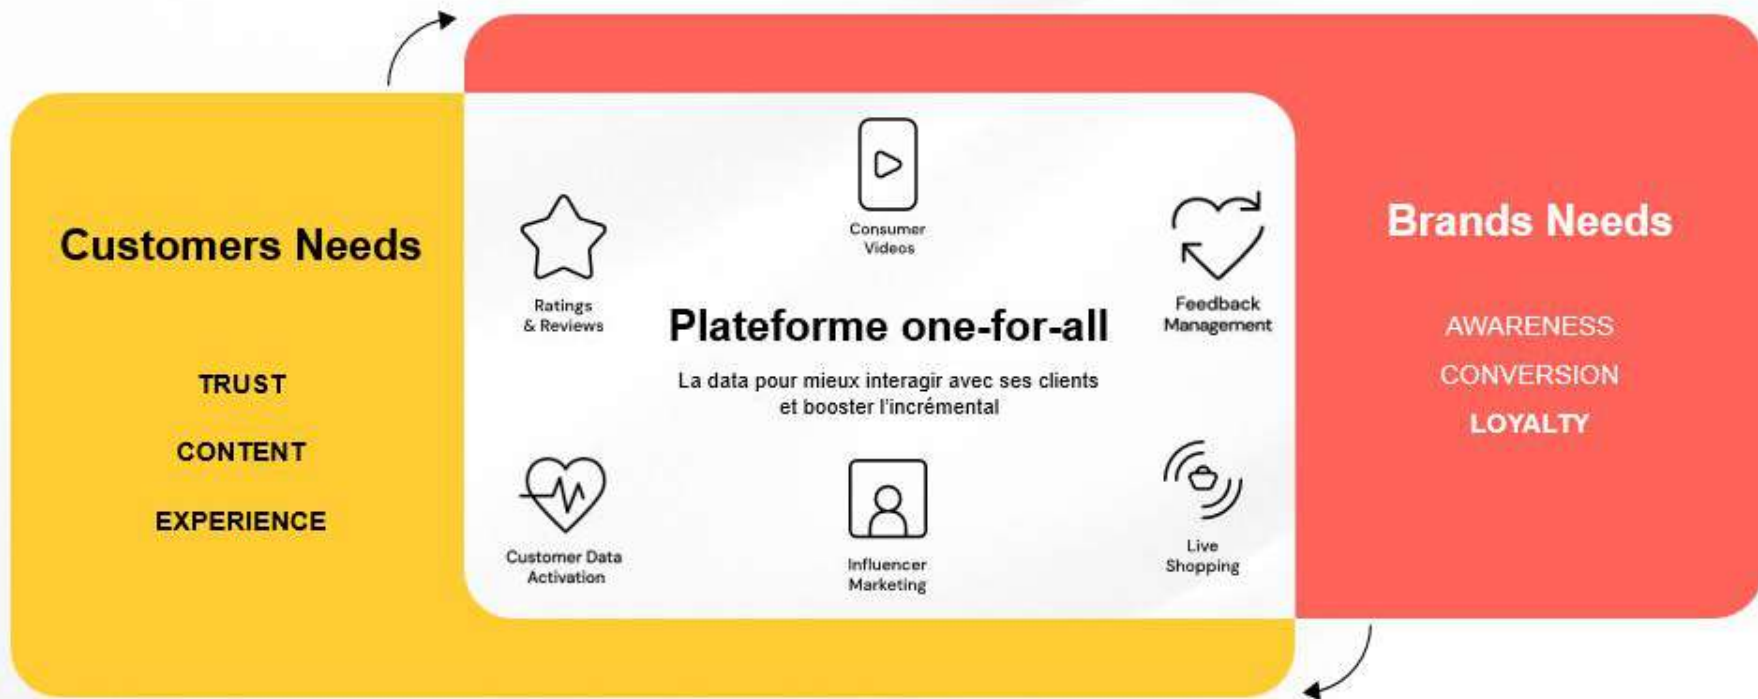 Customers Needs
TRUST
CONTENT
EXPERIENCE
Consumer
Videos
Ratings
& Reviews
Feedback
Management
Plateforme one-for-all
La data pour mieux interagir avec ses clients
et booster l'incrémental
Customer Data
Activation
Influencer
Marketing
Live
Shopping
Brands Needs
AWARENESS
CONVERSION
LOYALTY